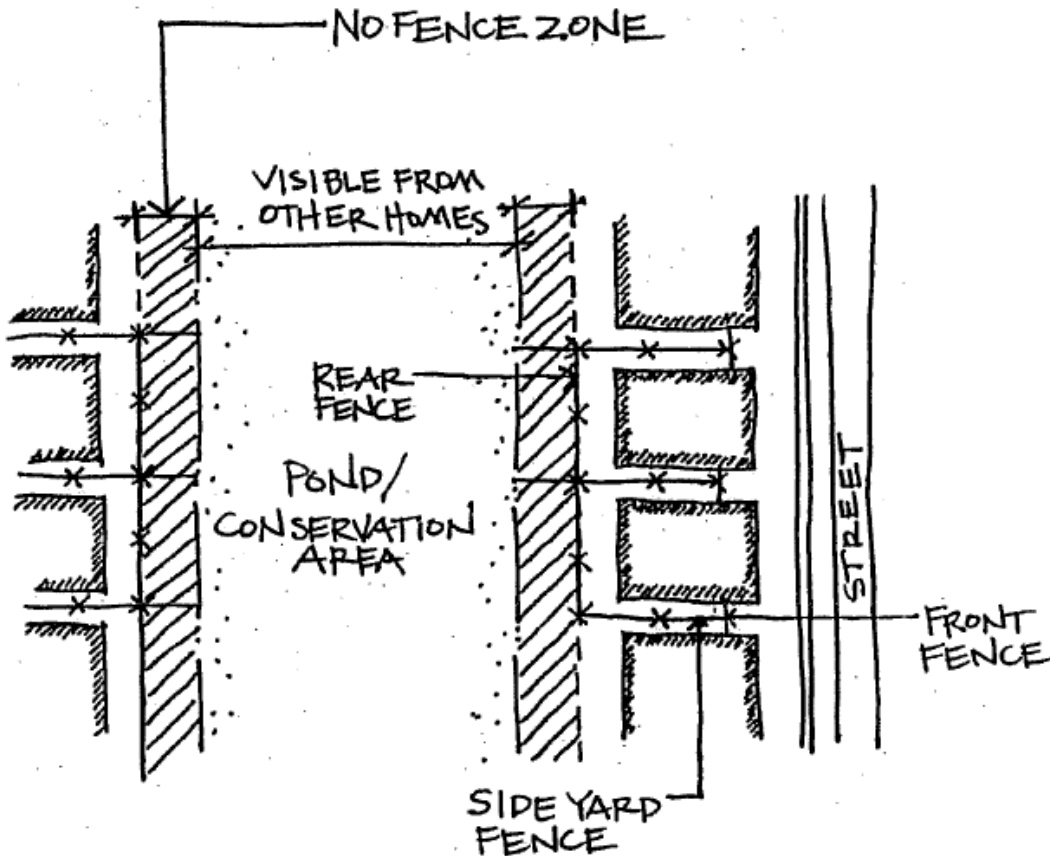 NO FENCE ZONE
VISIBLE FROM
OTHER HOMES
REAR
FENCE
POND/
CONSERVATION
AREA
STREET
FRONT
FENCE
SIDE YARD
FENCE